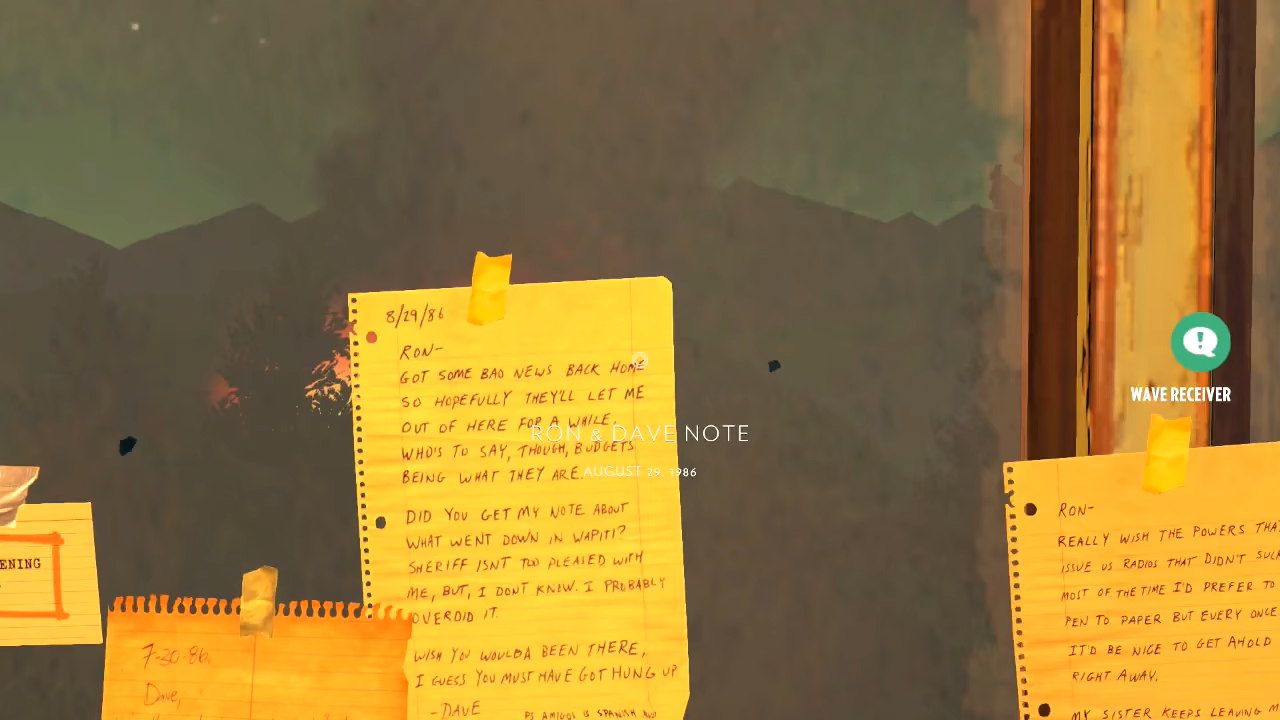 8/29/86
RON-
GOT SOME BAD NEWS BACK HOME
SO HOPEFULLY THEY'LL LET ME
OUT OF HERE FOR A WHILE.
WHO'S TO SAY, THOUGH, BUDGETS
BEING WHAT THEY ARE.
DID YOU GET MY NOTE ABOUT
WHAT WENT DOWN IN WAPITI?
SHERIFF ISNT TOO PLEASED WITH
ME, BUT, I DONT KNOW. I PROBABLY
OVERDID IT.
WISH YOU WOULDA BEEN THERE,
I GUESS YOU MUST HAVE GOT HUNG UP
-DAVE
PS AMIGOS IS SPANISH
RON & DAVE NOTE
AUGUST 29, 1986
WAVE RECEIVER
ENING
7-30-86.
Dave,
RON-
REALLY WISH THE POWERS THA
ISSUE US RADIOS THAT DIDN'T SUC
MOST OF THE TIME I'D PREFER TO
PEN TO PAPER BUT EVERY ONCE
IT'D BE NICE TO GET AHOLD
RIGHT AWAY.
MY SISTER KEEPS LEAVING M